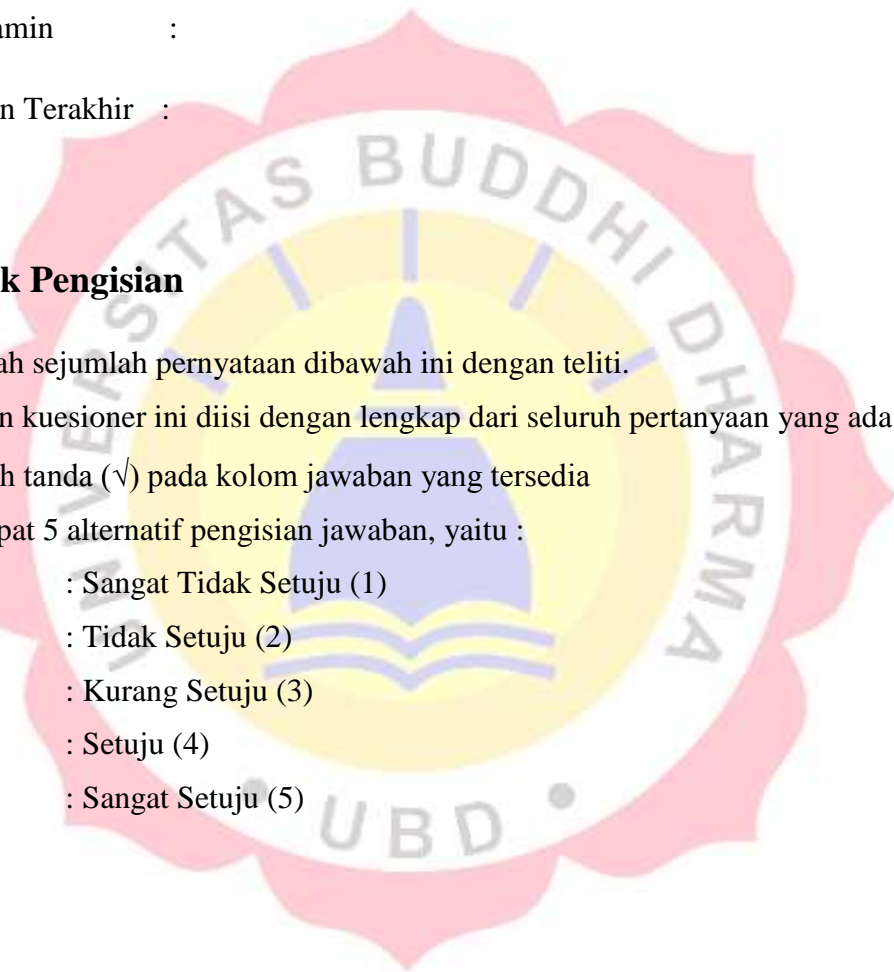 amin :
n Terakhir :
k Pengisian
ah sejumlah pernyataan dibawah ini dengan teliti.
n kuesioner ini diisi dengan lengkap dari seluruh pertanyaan yang ada
h tanda (√) pada kolom jawaban yang tersedia
pat 5 alternatif pengisian jawaban, yaitu :
: Sangat Tidak Setuju (1)
: Tidak Setuju (2)
: Kurang Setuju (3)
: Setuju (4)
: Sangat Setuju (5)
UNIVERSITAS BUDDHI DHARMA
• UBD •